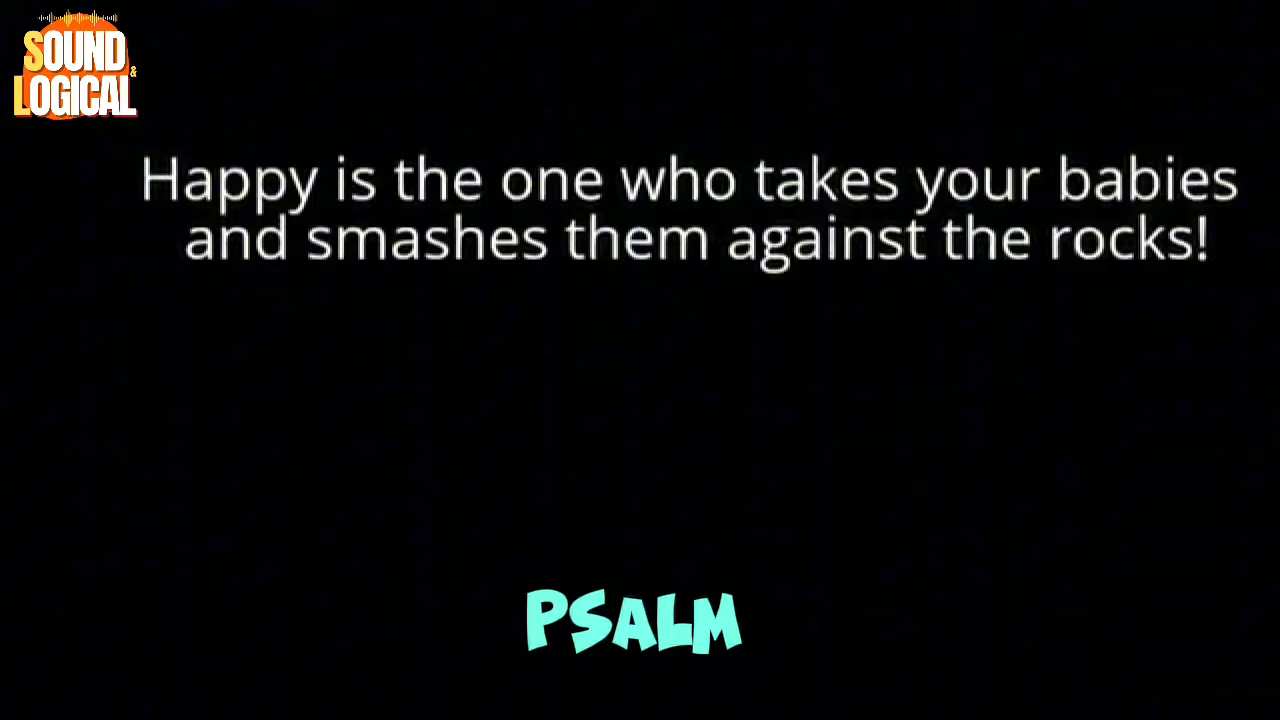 SOUND
&
LOGICAL
Happy is the one who takes your babies
and smashes them against the rocks!
PSALM